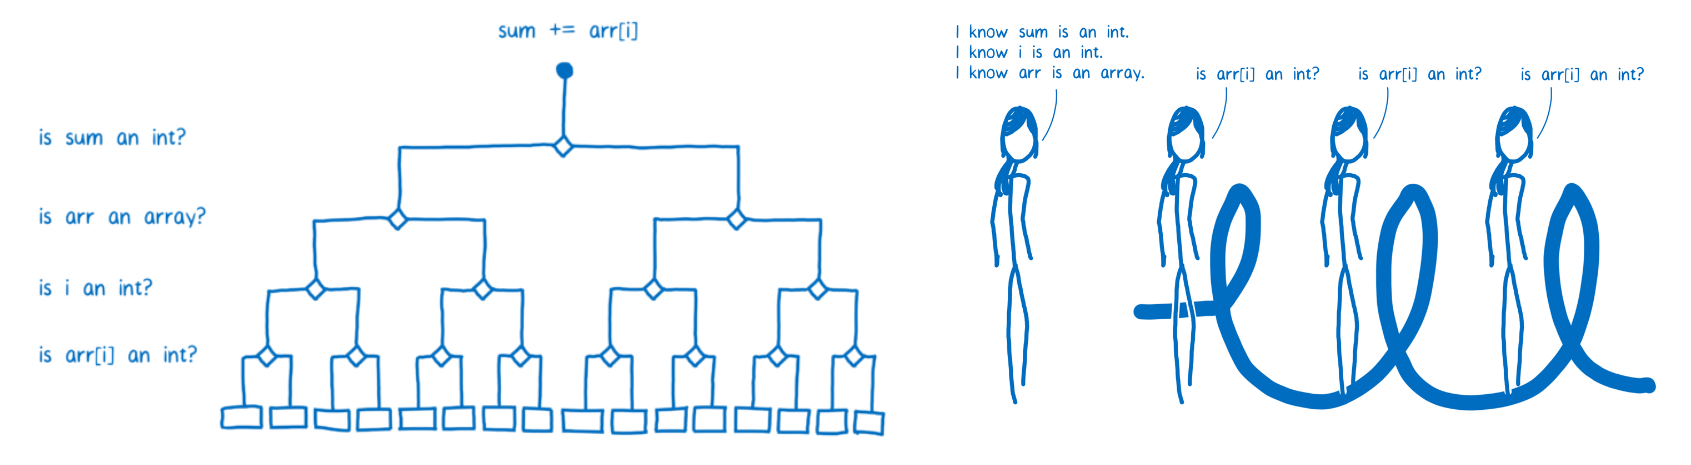 sum += arr[i]
is sum an int?
is arr an array?
is i an int?
is arr[i] an int?
I know sum is an int.
I know i is an int.
I know arr is an array.
is arr[i] an int?
is arr[i] an int?
is arr[i] an int?